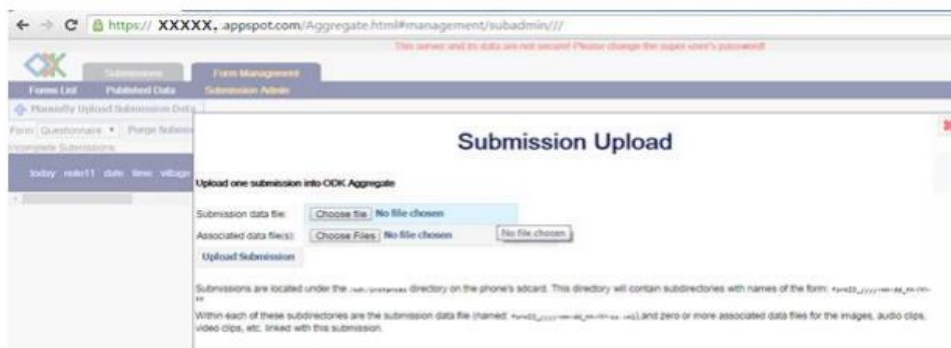 https:// XXXXX, .appspot.com/Aggregate.html#management/subadmin///
This server and its data are not secure! Please change the super-user's password!
ODK
Submissions
Form Management
Forms List
Published Data
Submission Admin
Manually Upload Submission Data
Form
Questionnaire
Purge
Incomplete Submissions
today
date
time
village
Submission Upload
Upload one submission into ODK Aggregate
Submission data file:
Choose file No file chosen
Associated data file(s):
Choose Files No file chosen
No file chosen
Upload Submission
Submissions are located under the /odk/instances directory on the phone's sdcard. This directory will contain subdirectories with names of the form:
Within each of these subdirectories are the submission data file (named: ) and zero or more associated data files for the images, audio clips,
video clips, etc. linked with this submission.